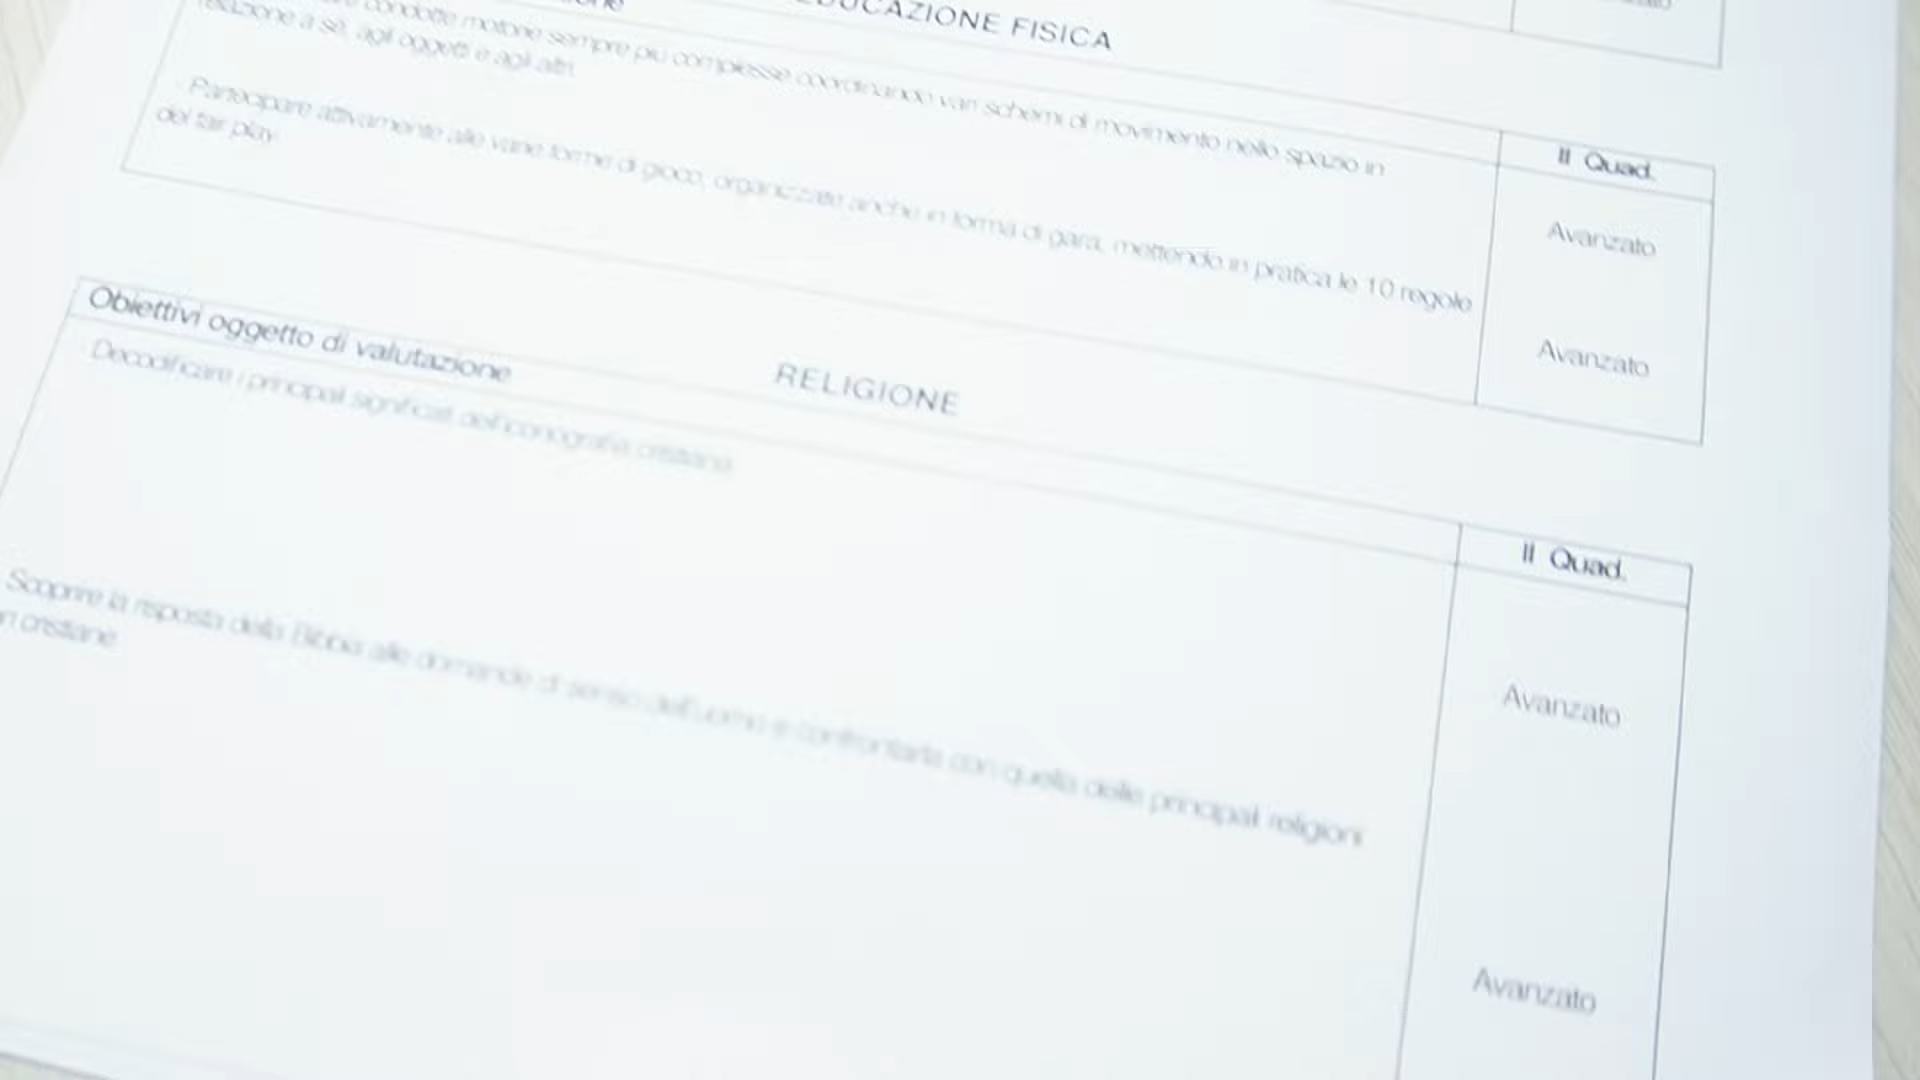 EDUCAZIONE FISICA
condotte motorie sempre più complesse coordinando vari schemi di movimento nello spazio in
relazione a sé, agli oggetti e agli altri
II Quad.
Avanzato
Partecipare attivamente alle varie forme di gioco, organizzate anche in forma di gara, mettendo in pratica le 10 regole
del fair play
Avanzato
RELIGIONE
Obiettivi oggetto di valutazione
II Quad.
Decodificare i principali significati dell'iconografia cristiana
Avanzato
Scoprire la risposta della Bibbia alle domande di senso dell'uomo e confrontarla con quella delle principali religioni
cristiane
Avanzato